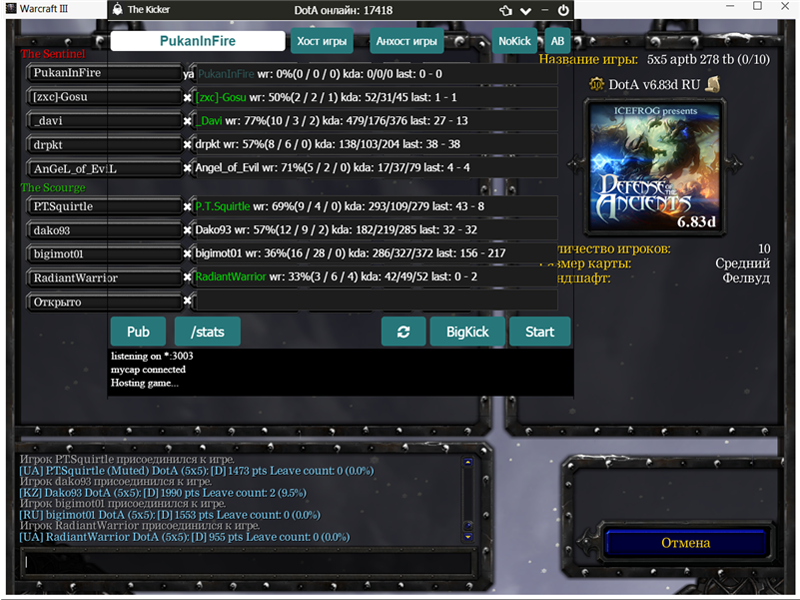 Warcraft III
The Kicker
DotA онлайн: 17418
PukanInFire
Хост игры
Анхост игры
NoKick
AB
The Sentinel
Название игры: 5x5 aptb 278 tb (0/10)
PukanInFire
ya PukanInFire wr: 0%(0 / 0 / 0) kda: 0/0/0 last: 0 - 0
DotA v6.83d RU
[zxc]-Gosu
[zxc]-Gosu wr: 50%(2 / 2 / 1) kda: 52/31/45 last: 1 - 1
_davi
_Davi wr: 77%(10 / 3 / 2) kda: 479/176/376 last: 27 - 13
drpkt
drpkt wr: 57%(8 / 6 / 0) kda: 138/103/204 last: 38 - 38
AnGeL_of_EviL
Angel_of_Evil wr: 71%(5 / 2 / 0) kda: 17/37/79 last: 4 - 4
ICEFROG presents
DEFENSE OF THE ANCIENTS
6.83d
The Scourge
P.T.Squirtle
P.T.Squirtle wr: 69%(9 / 4 / 0) kda: 293/109/279 last: 43 - 8
dako93
Dako93 wr: 57%(12 / 9 / 2) kda: 182/219/285 last: 32 - 32
bigimot01
bigimot01 wr: 36%(16 / 28 / 0) kda: 286/327/372 last: 156 - 217
RadiantWarrior
RadiantWarrior wr: 33%(3 / 6 / 4) kda: 42/49/52 last: 0 - 2
Открыто
оличество игроков: 10
азмер карты: Средний
ндшафт: Фелвуд
Pub
/stats
BigKick
Start
listening on *:3003
mycap connected
Hosting game...
Игрок P.T.Squirtle присоединился к игре.
[UA] P.T.Squirtle (Muted) DotA (5x5): [D] 1473 pts Leave count: 0 (0.0%)
Игрок dako93 присоединился к игре.
[KZ] Dako93 DotA (5x5): [D] 1990 pts Leave count: 2 (9.5%)
Игрок bigimot01 присоединился к игре.
[RU] bigimot01 DotA (5x5): [D] 1553 pts Leave count: 0 (0.0%)
Игрок RadiantWarrior присоединился к игре.
[UA] RadiantWarrior DotA (5x5): [D] 955 pts Leave count: 0 (0.0%)
Отмена